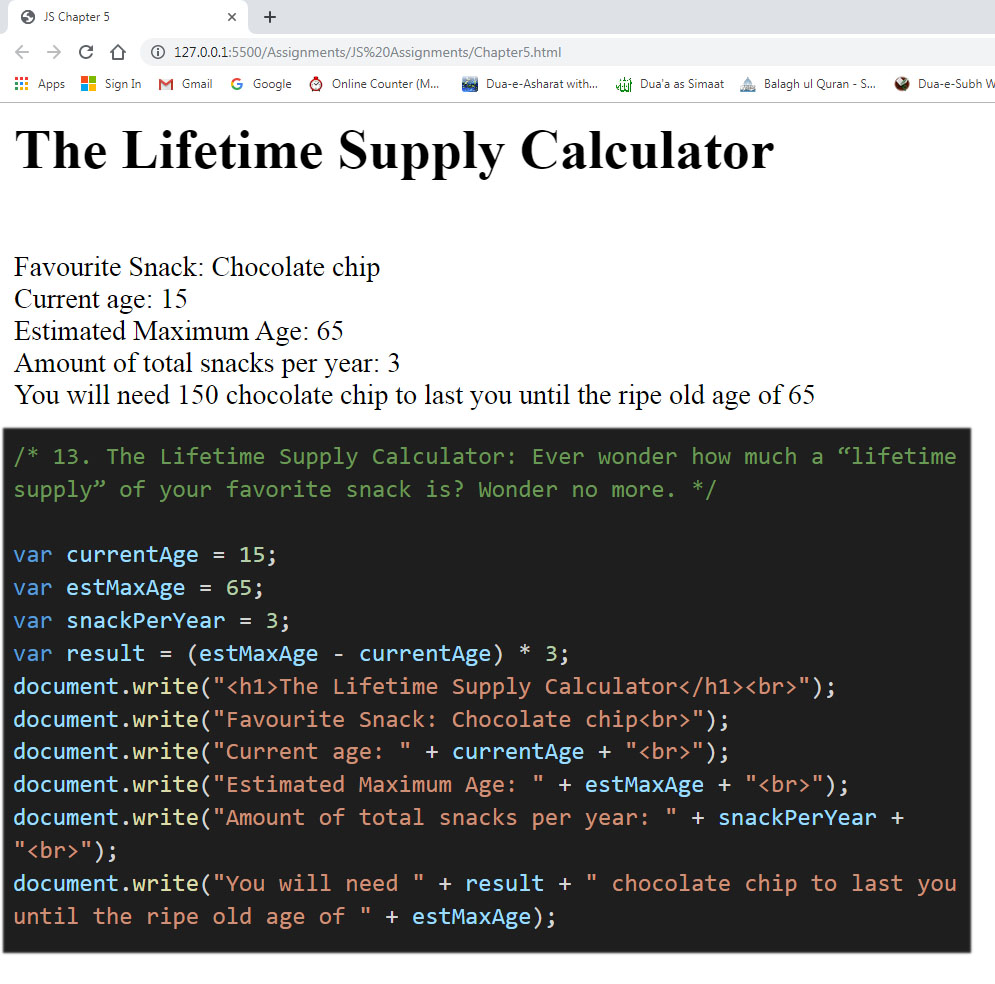 JS Chapter 5
127.0.0.1:5500/Assignments/JS%20Assignments/Chapter5.html
Apps Sign In Gmail Google Online Counter (M... Dua-e-Asharat with... Dua'a as Simaat Balagh ul Quran - S... Dua-e-Subh W
The Lifetime Supply Calculator
Favourite Snack: Chocolate chip
Current age: 15
Estimated Maximum Age: 65
Amount of total snacks per year: 3
You will need 150 chocolate chip to last you until the ripe old age of 65
/* 13. The Lifetime Supply Calculator: Ever wonder how much a “lifetime
supply” of your favorite snack is? Wonder no more. */
var currentAge = 15;
var estMaxAge = 65;
var snackPerYear = 3;
var result = (estMaxAge - currentAge) * 3;
document.write("<h1>The Lifetime Supply Calculator</h1><br>");
document.write("Favourite Snack: Chocolate chip<br>");
document.write("Current age: " + currentAge + "<br>");
document.write("Estimated Maximum Age: " + estMaxAge + "<br>");
document.write("Amount of total snacks per year: " + snackPerYear +
"<br>");
document.write("You will need " + result + " chocolate chip to last you
until the ripe old age of " + estMaxAge);